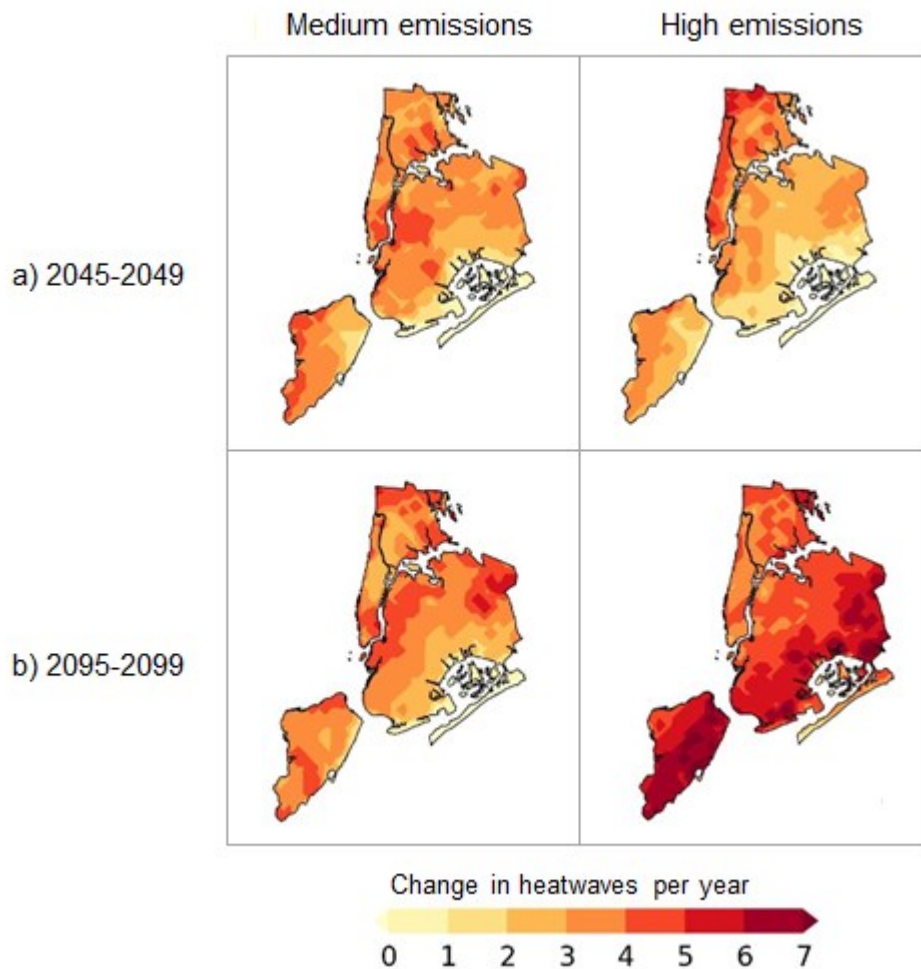 Medium emissions
High emissions
a) 2045-2049
b) 2095-2099
Change in heatwaves per year
0 1 2 3 4 5 6 7